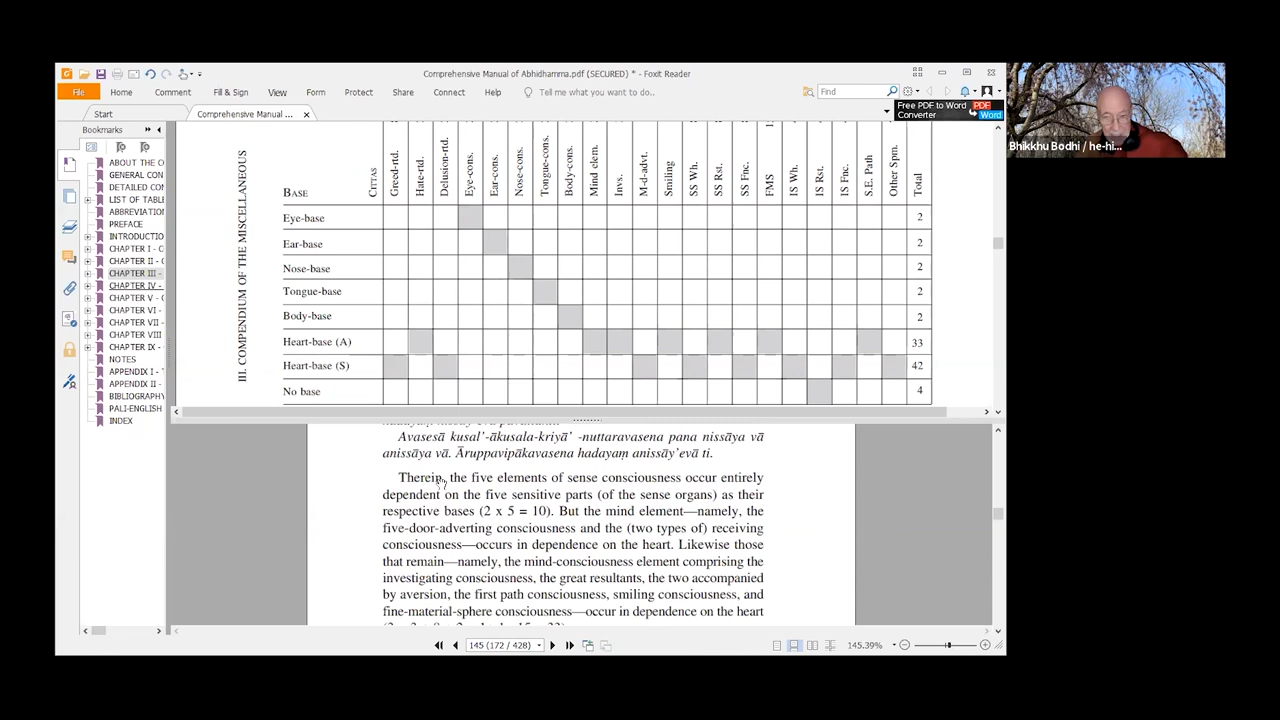 Comprehensive Manual of Abhidhamma.pdf (SECURED) * - Foxit Reader
File Home Comment Fill & Sign View Form Protect Share Connect Help Tell me what you want to do.. Find
Start Comprehensive Manual ...
Free PDF to Word Converter PDF Word
Bookmarks
ABOUT THE C
GENERAL CON
DETAILED CON
LIST OF TABLE
ABBREVIATION
PREFACE
INTRODUCTIO
CHAPTER I - C
CHAPTER II - C
CHAPTER III -
CHAPTER IV -
CHAPTER V - C
CHAPTER VI -
CHAPTER VII -
CHAPTER VIII
CHAPTER IX -
NOTES
APPENDIX I - T
APPENDIX II -
BIBLIOGRAPHY
PALI-ENGLISH
INDEX
III. COMPENDIUM OF THE MISCELLANEOUS
BASE CITTAS Greed-rtd. Hate-rtd. Delusion-rtd. Eye-cons. Ear-cons. Nose-cons. Tongue-cons. Body-cons. Mind elem. Invs. M-d-advt. Smiling SS Wh. SS Rst. SS Fnc. FMS IS Wh. IS Rst. IS Fnc. S.E. Path Other Spm. Total
Eye-base 2
Ear-base 2
Nose-base 2
Tongue-base 2
Body-base 2
Heart-base (A) 33
Heart-base (S) 42
No base 4
Avasesā kusal'-ākusala-kriyā' -nuttaravasena pana nissāya vā
anissāya vā. Āruppavipākavasena hadayaṃ anissāy'evā ti.
Therein, the five elements of sense consciousness occur entirely
dependent on the five sensitive parts (of the sense organs) as their
respective bases (2 x 5 = 10). But the mind element—namely, the
five-door-adverting consciousness and the (two types of) receiving
consciousness—occurs in dependence on the heart. Likewise those
that remain—namely, the mind-consciousness element comprising the
investigating consciousness, the great resultants, the two accompanied
by aversion, the first path consciousness, smiling consciousness, and
fine-material-sphere consciousness—occur in dependence on the heart
145 (172 / 428) 145.39%
Bhikkhu Bodhi / he-hi...